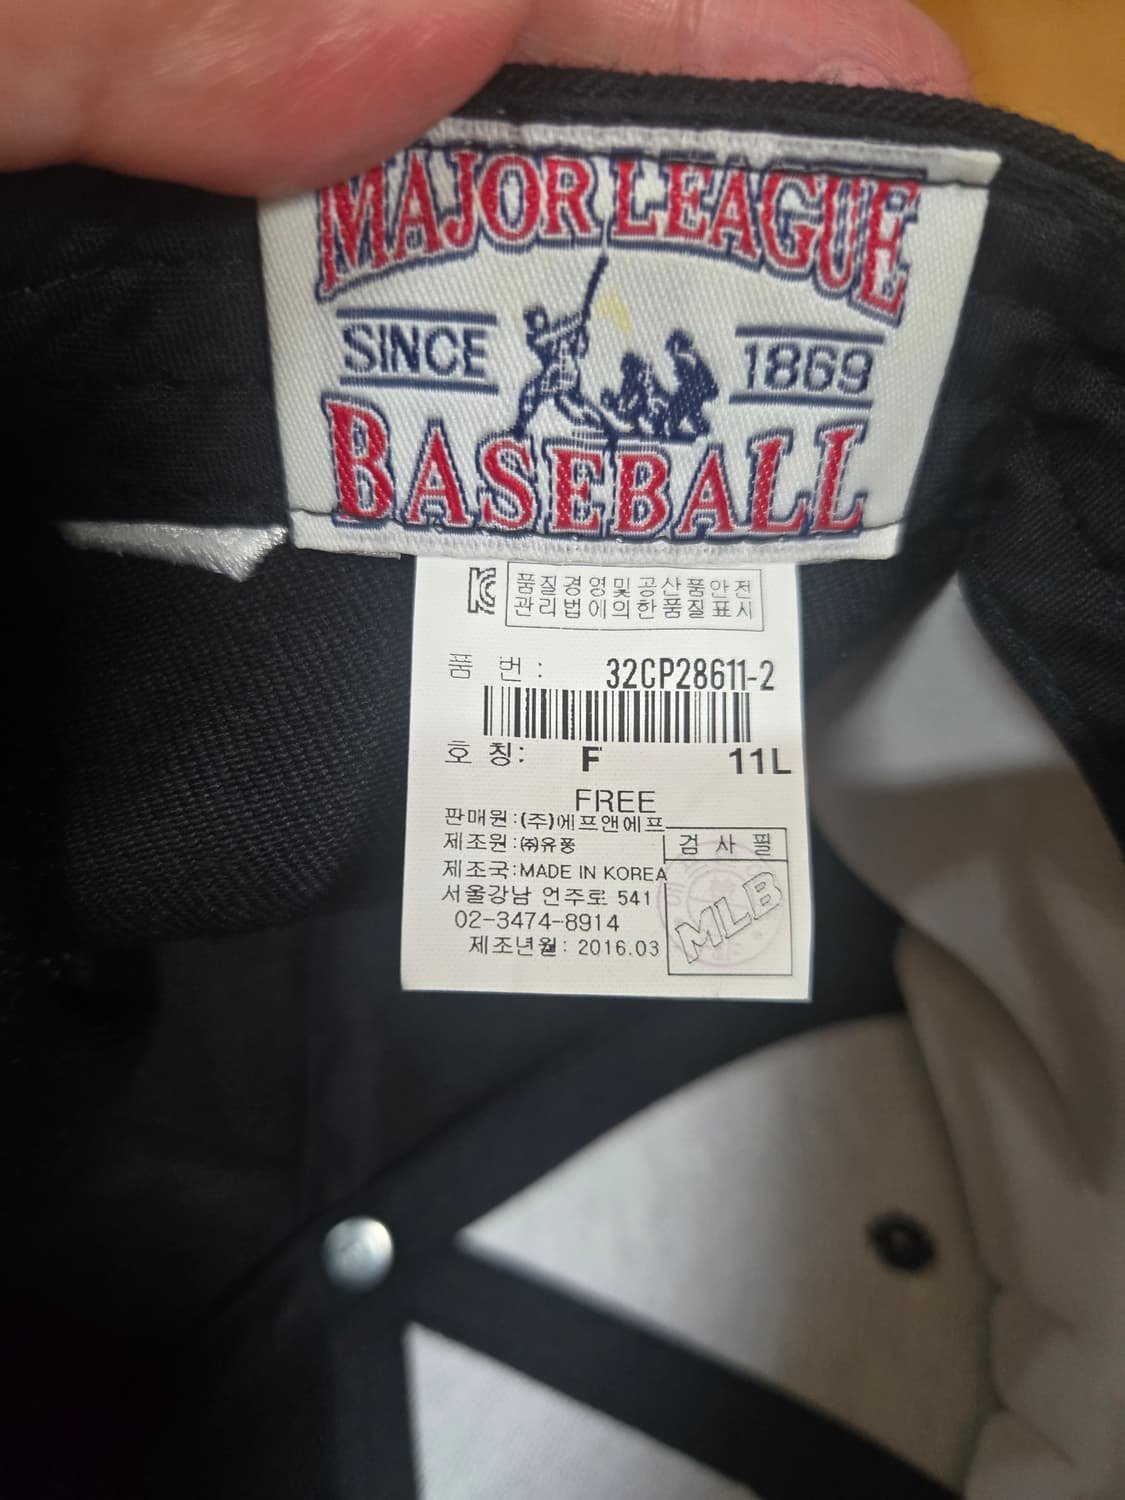 MAJOR LEAGUE
SINCE 1869
BASEBALL
품질경영및공산품안전
관리법에의한품질표시
품 번 : 32CP28611-2
호 칭: F 11L
FREE
판매원:(주)에프앤에프
제조원:㈜유풍
검 사 필
제조국:MADE IN KOREA
서울강남 언주로 541
02-3474-8914
MLB
제조년월: 2016.03